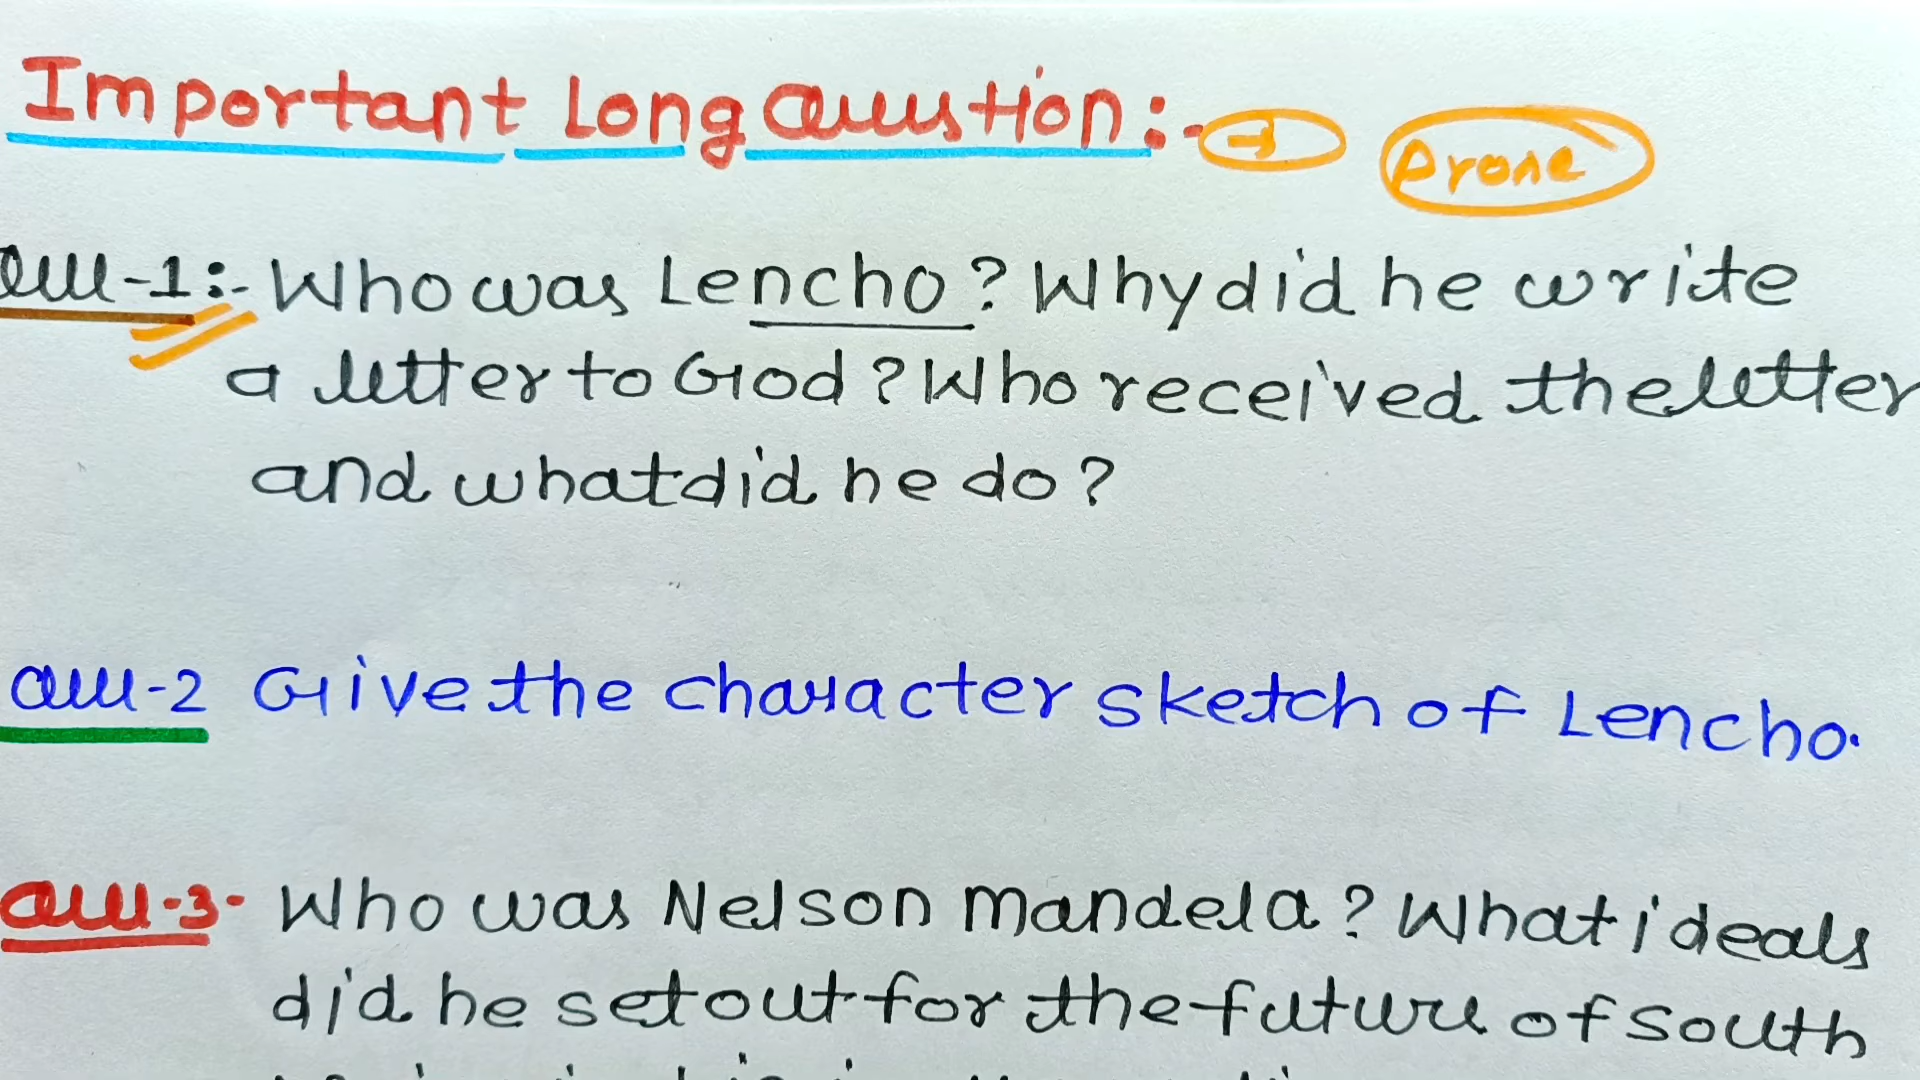 Important Long Question:-
Prose
Que-1:- Who was Lencho? Why did he write
a letter to God? Who received the letter
and what did he do?
Que-2 Give the character sketch of Lencho.
Que-3- Who was Nelson Mandela? What ideals
did he set out for the future of South